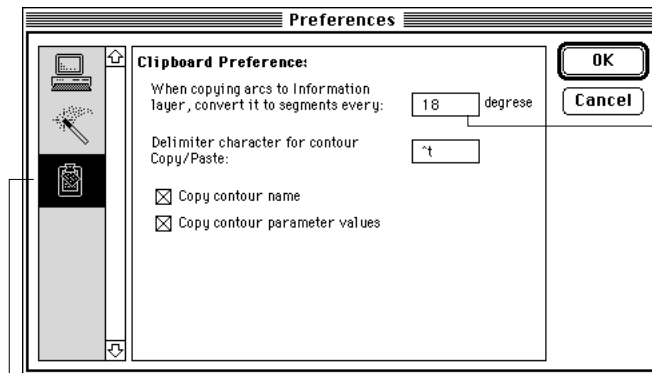 Preferences
Clipboard Preference:
When copying arcs to Information
layer, convert it to segments every:
18 degrese
Delimiter character for contour
Copy/Paste:
^t
Copy contour name
Copy contour parameter values
OK
Cancel